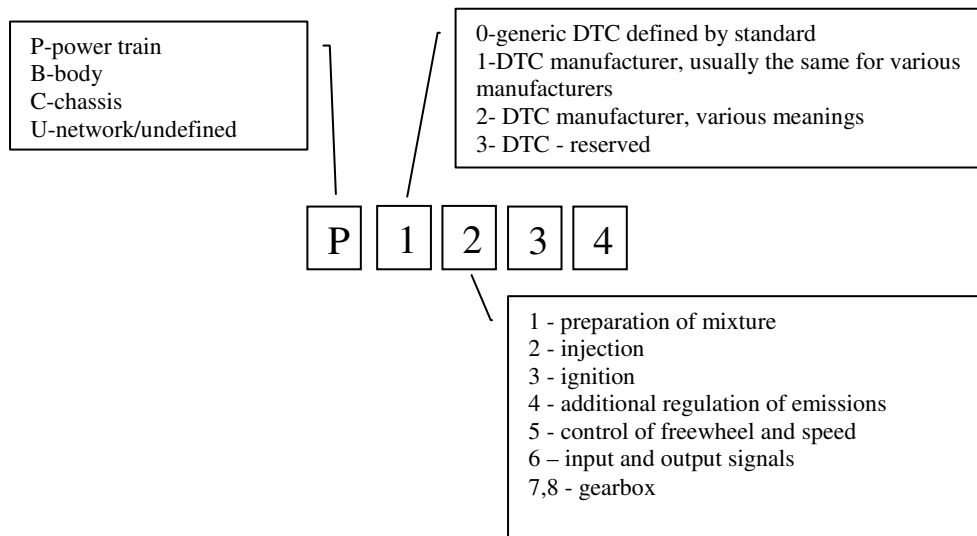 P-power train
B-body
C-chassis
U-network/undefined
0-generic DTC defined by standard
1-DTC manufacturer, usually the same for various
manufacturers
2- DTC manufacturer, various meanings
3- DTC - reserved
P 1 2 3 4
1 - preparation of mixture
2 - injection
3 - ignition
4 - additional regulation of emissions
5 - control of freewheel and speed
6 – input and output signals
7,8 - gearbox